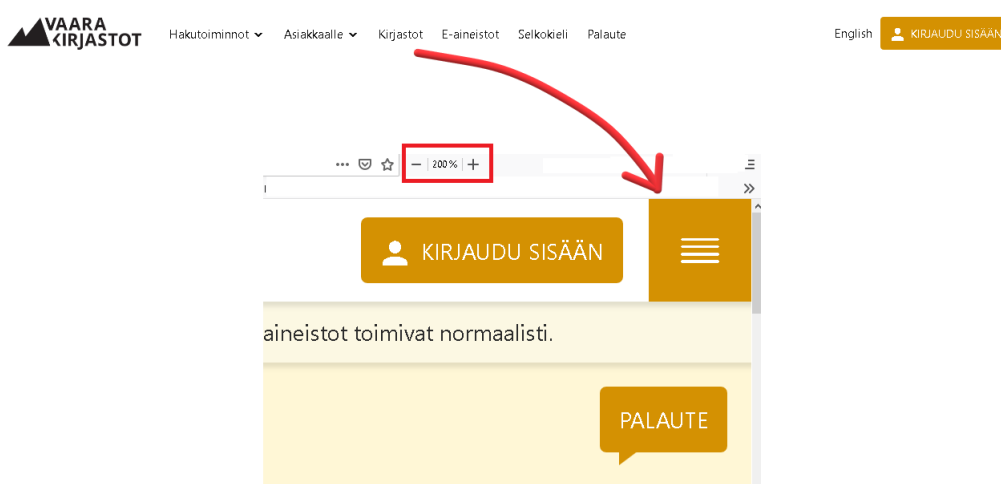 VAARA
KIRJASTOT
Hakutoiminnot Asiakkaalle Kirjastot E-aineistot Selkokieli Palaute
English KIRJAUDU SISÄÄN
200%
KIRJAUDU SISÄÄN
aineistot toimivat normaalisti.
PALAUTE